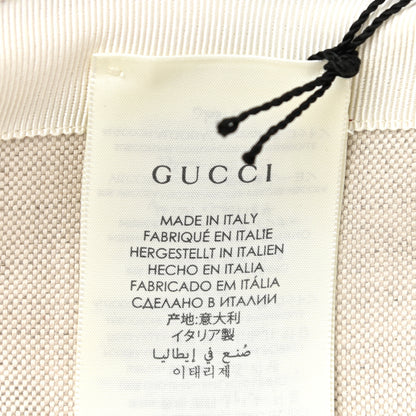 GUCCI
MADE IN ITALY
FABRIQUÉ EN ITALIE
HERGESTELLT IN ITALIEN
HECHO EN ITALIA
FABRICADO EM ITÁLIA
СДЕЛАНО В ИТАЛИИ
产地:意大利
イタリア製
صُنع في إيطاليا
이태리제